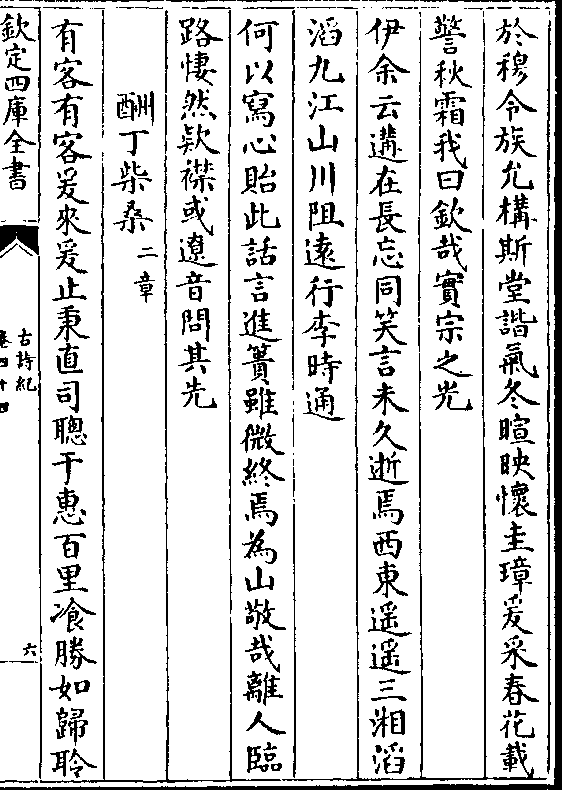 於穆令族允構斯堂諧氣冬暄映懷圭璋爰采春花載
警秋霜我曰欽哉實宗之光
伊余云遘在長忘同笑言未久逝焉西東遥遥三湘滔
滔九江山川阻遠行李時通
何以寫心貽此話言進簣雖微終焉為山敬哉離人臨
路悽然欵襟或遼音問其先
酬丁柴桑二章
有客有客爰來爰止秉直司聰于惠百里飡勝如歸聆
欽定四庫全書
古詩紀
卷四十四
六